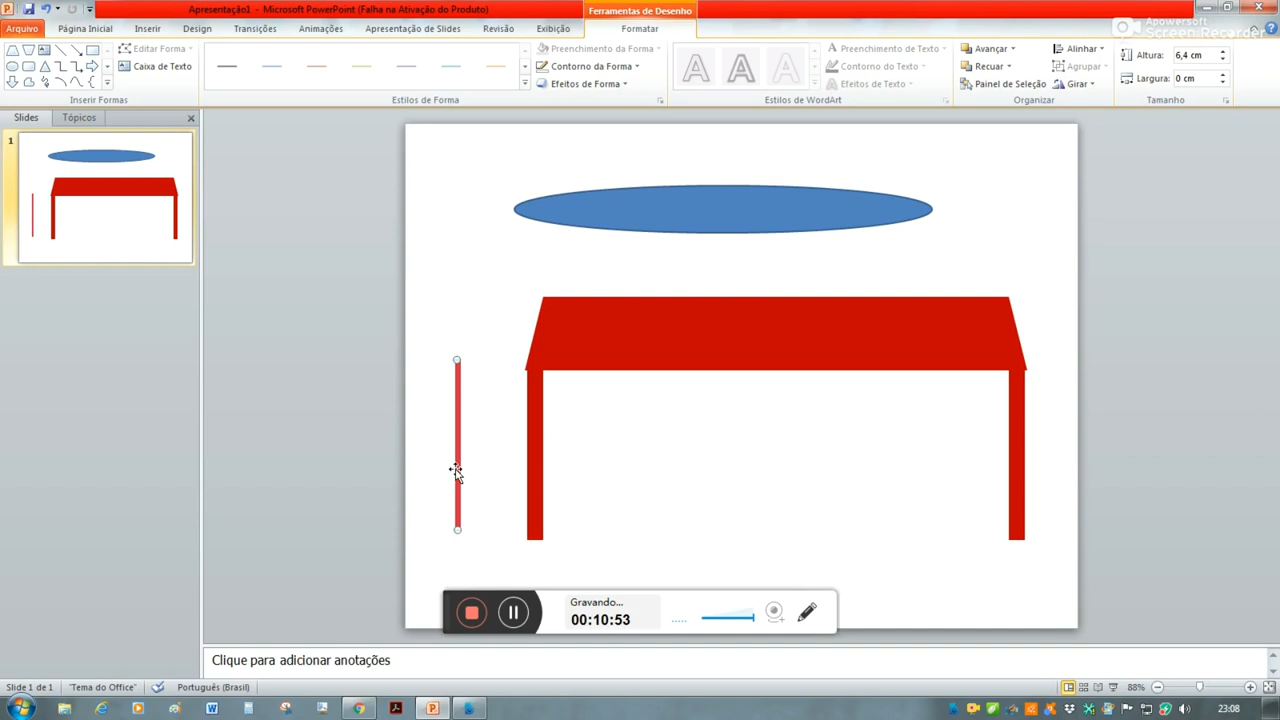 Apresentação1 - Microsoft PowerPoint (Falha na Ativação do Produto)
Ferramentas de Desenho
Arquivo
Página Inicial
Inserir
Design
Transições
Animações
Apresentação de Slides
Revisão
Exibição
Formatar
Apowersoft
Screen Recorder
Editar Forma
Caixa de Texto
Inserir Formas
Estilos de Forma
Preenchimento da Forma
Contorno da Forma
Efeitos de Forma
A A A
Estilos de WordArt
Preenchimento de Texto
Contorno do Texto
Efeitos de Texto
Avançar
Recuar
Painel de Seleção
Alinhar
Agrupar
Girar
Organizar
Altura: 6,4 cm
Largura: 0 cm
Tamanho
Slides
Tópicos
1
Gravando...
00:10:53
Clique para adicionar anotações
Slide 1 de 1
"Tema do Office"
Português (Brasil)
88%
23:08